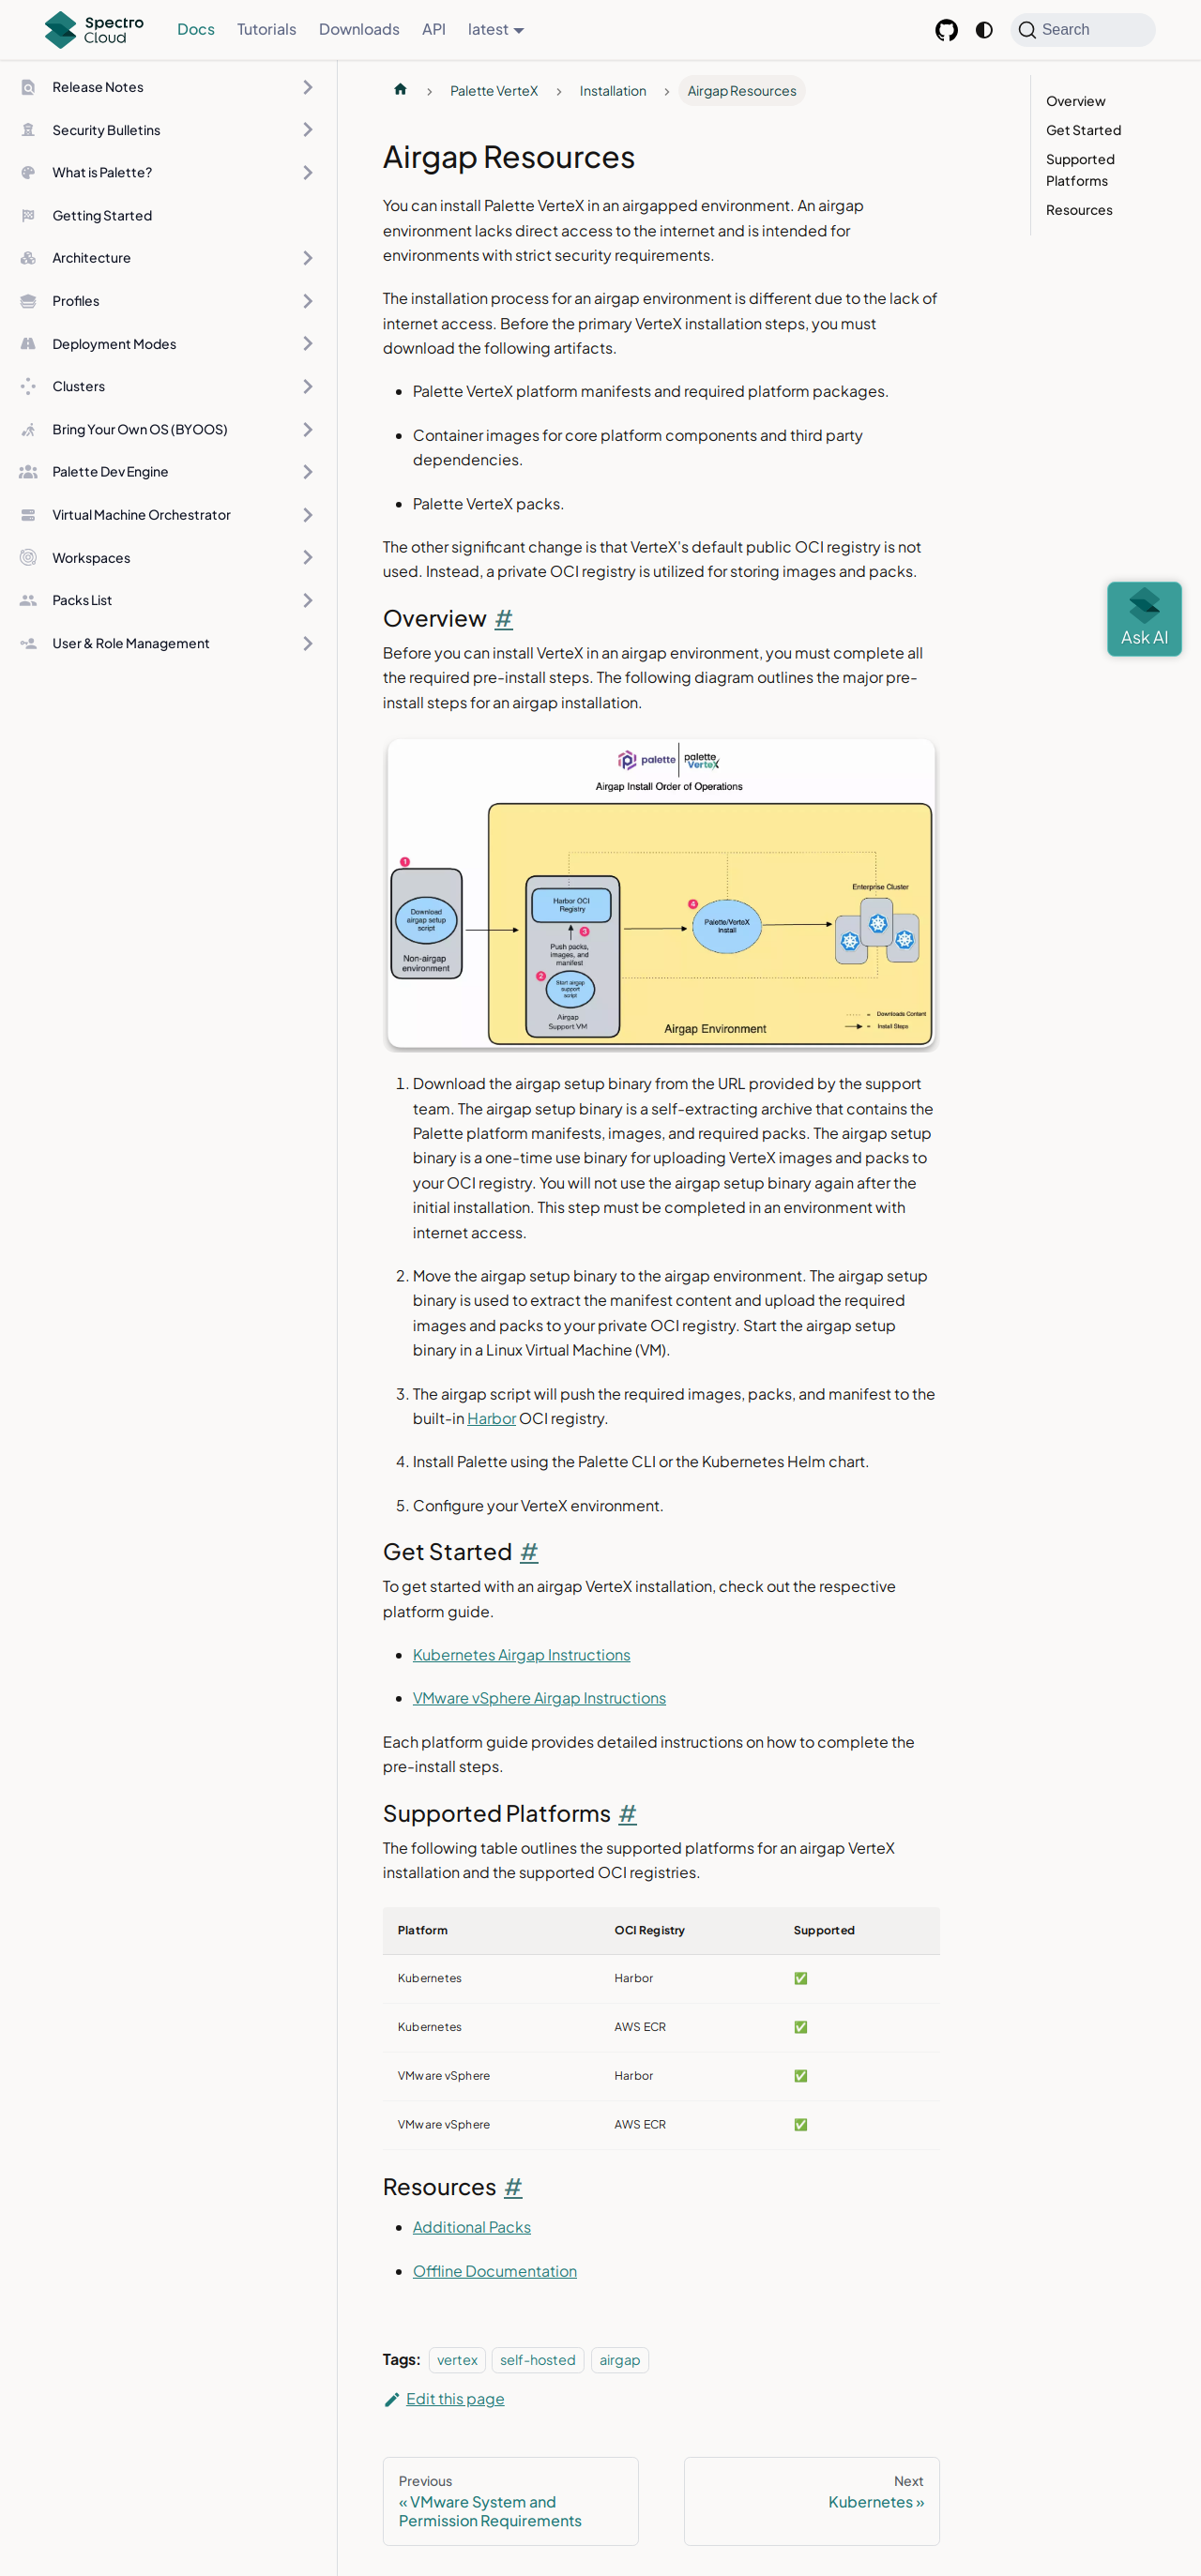 Spectro
Cloud
Docs
Tutorials
Downloads
API
latest
Search
Release Notes
Security Bulletins
What is Palette?
Getting Started
Architecture
Profiles
Deployment Modes
Clusters
Bring Your Own OS (BYOOS)
Palette Dev Engine
Virtual Machine Orchestrator
Workspaces
Packs List
User & Role Management
Palette VerteX
Installation
Airgap Resources
Airgap Resources
You can install Palette VerteX in an airgapped environment. An airgap
environment lacks direct access to the internet and is intended for
environments with strict security requirements.
The installation process for an airgap environment is different due to the lack of
internet access. Before the primary VerteX installation steps, you must
download the following artifacts.
Palette VerteX platform manifests and required platform packages.
Container images for core platform components and third party
dependencies.
Palette VerteX packs.
The other significant change is that VerteX's default public OCI registry is not
used. Instead, a private OCI registry is utilized for storing images and packs.
Overview #
Before you can install VerteX in an airgap environment, you must complete all
the required pre-install steps. The following diagram outlines the major pre-
install steps for an airgap installation.
palette
palette
VerteX
Airgap Install Order of Operations
1
Download
airgap setup
script
Non-airgap
environment
Harbor OCI
Registry
3
Push packs,
images, and
manifest
2
Start airgap
support
script
Airgap
Support VM
4
Palette/VerteX
Install
Enterprise Cluster
= Downloads Content
= Install Steps
Airgap Environment
1. Download the airgap setup binary from the URL provided by the support
team. The airgap setup binary is a self-extracting archive that contains the
Palette platform manifests, images, and required packs. The airgap setup
binary is a one-time use binary for uploading VerteX images and packs to
your OCI registry. You will not use the airgap setup binary again after the
initial installation. This step must be completed in an environment with
internet access.
2. Move the airgap setup binary to the airgap environment. The airgap setup
binary is used to extract the manifest content and upload the required
images and packs to your private OCI registry. Start the airgap setup
binary in a Linux Virtual Machine (VM).
3. The airgap script will push the required images, packs, and manifest to the
built-in Harbor OCI registry.
4. Install Palette using the Palette CLI or the Kubernetes Helm chart.
5. Configure your VerteX environment.
Get Started #
To get started with an airgap VerteX installation, check out the respective
platform guide.
Kubernetes Airgap Instructions
VMware vSphere Airgap Instructions
Each platform guide provides detailed instructions on how to complete the
pre-install steps.
Supported Platforms #
The following table outlines the supported platforms for an airgap VerteX
installation and the supported OCI registries.
Platform OCI Registry Supported
Kubernetes Harbor ✅
Kubernetes AWS ECR ✅
VMware vSphere Harbor ✅
VMware vSphere AWS ECR ✅
Resources #
Additional Packs
Offline Documentation
Tags: vertex self-hosted airgap
Edit this page
Previous
« VMware System and
Permission Requirements
Next
Kubernetes »
Overview
Get Started
Supported
Platforms
Resources
Ask AI